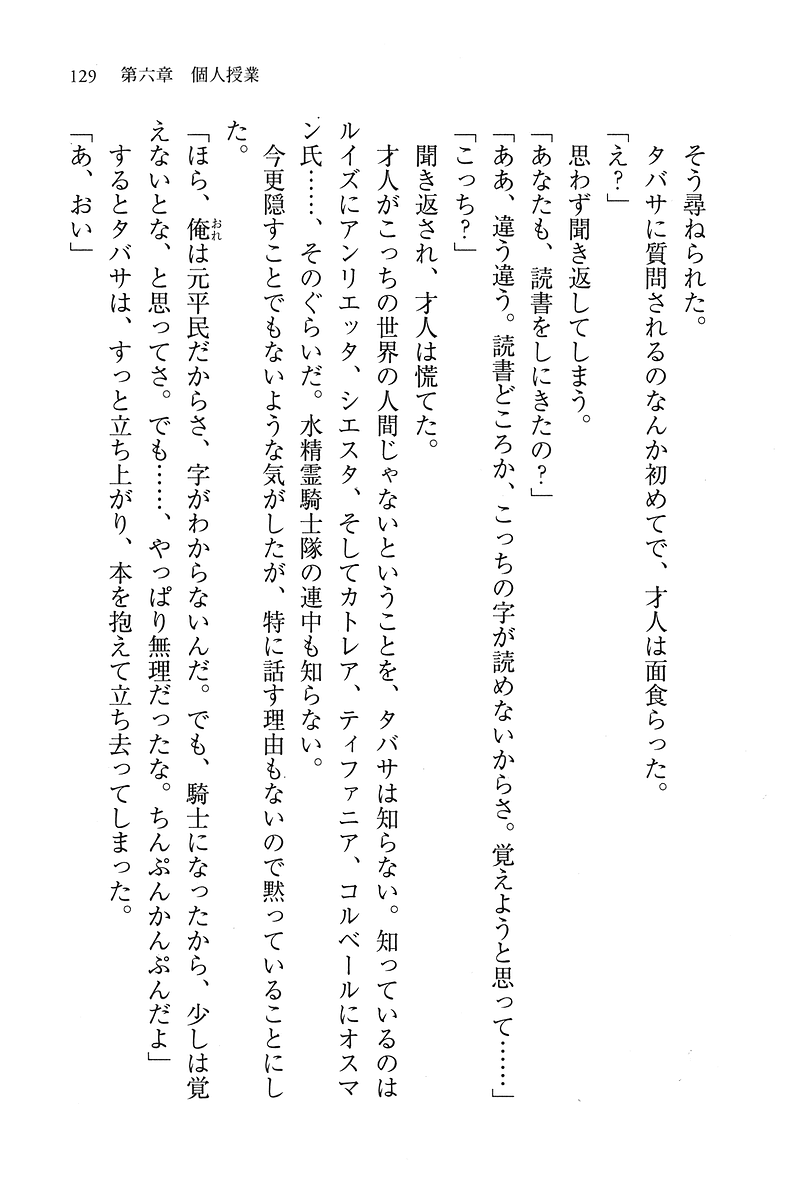 129　第六章　個人授業
そう尋ねられた。
タバサに質問されるのなんか初めてで、才人は面食らった。
「え?」
思わず聞き返してしまう。
「あなたも、読書をしにきたの?」
「ああ、違う違う。読書どころか、こっちの字が読めないからさ。覚えようと思って……」
「こっち?」
聞き返され、才人は慌てた。
才人がこっちの世界の人間じゃないということを、タバサは知らない。知っているのは
ルイズにアンリエッタ、シエスタ、そしてカトレア、ティファニア、コルベールにオスマ
ン氏……、そのぐらいだ。水精霊騎士隊の連中も知らない。
今更隠すことでもないような気がしたが、特に話す理由もないので黙っていることにし
た。
「ほら、俺おれは元平民だからさ、字がわからないんだ。でも、騎士になったから、少しは覚
えないとな、と思ってさ。でも……、やっぱり無理だったな。ちんぷんかんぷんだよ」
するとタバサは、すっと立ち上がり、本を抱えて立ち去ってしまった。
「あ、おい」